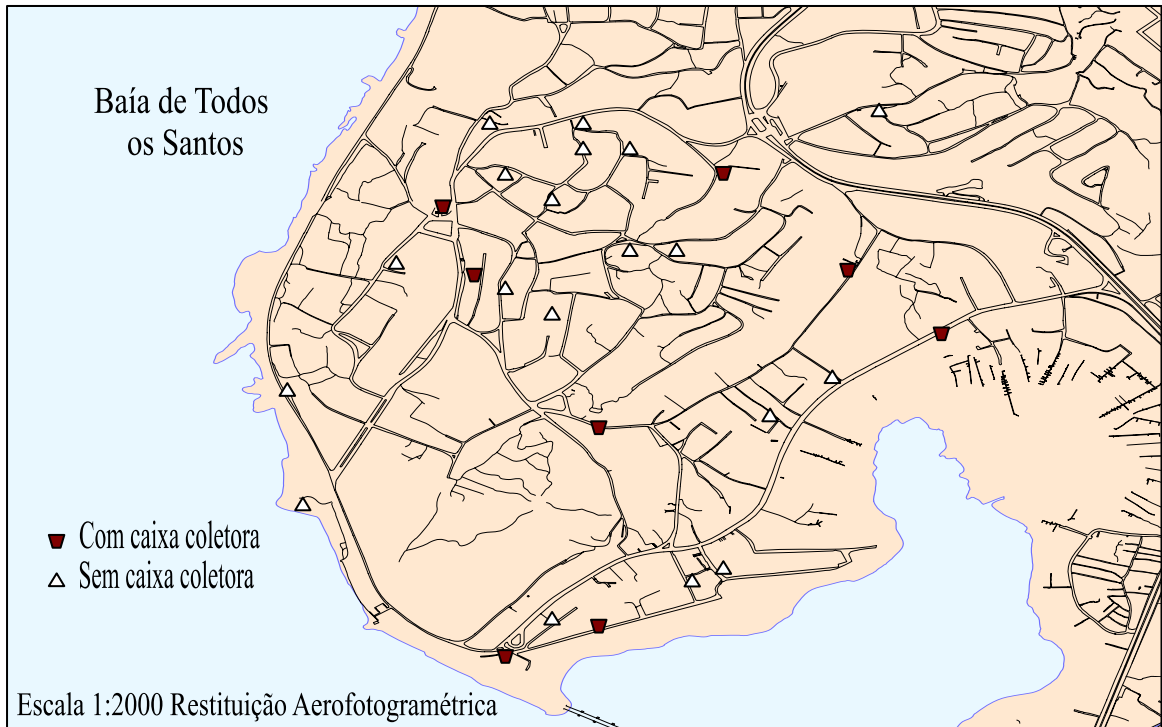 Baía de Todos
os Santos
Com caixa coletora
Sem caixa coletora
Escala 1:2000 Restituição Aerofotogramétrica